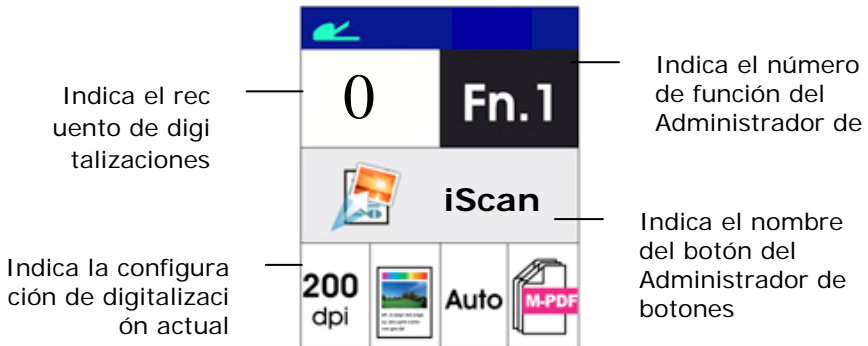 Indica el rec
uento de digi
talizaciones
0
Fn.1
Indica el número
de función del
Administrador de
iScan
Indica el nombre
del botón del
Administrador de
botones
Indica la configura
ción de digitalizaci
ón actual
200
dpi
Auto
M-PDF